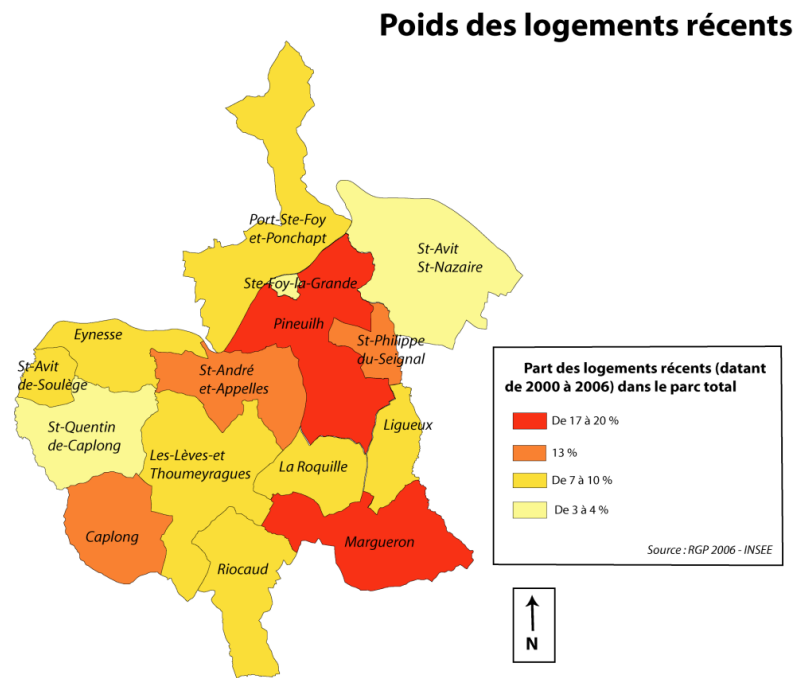 Poids des logements récents
Port-Ste-Foy
et-Ponchapt
St-Avit
St-Nazaire
Ste-Foy-la-Grande
Pineuilh
Eynesse
St-Philippe
du-Seignal
St-Avit
de-Soulège
St-André
et-Appelles
St-Quentin
de-Caplong
Ligueux
Les-Lèves-et
Thoumeyragues
La Roquille
Caplong
Margueron
Riocaud
Part des logements récents (datant
de 2000 à 2006) dans le parc total
De 17 à 20 %
13 %
De 7 à 10 %
De 3 à 4 %
Source : RGP 2006 - INSEE
N